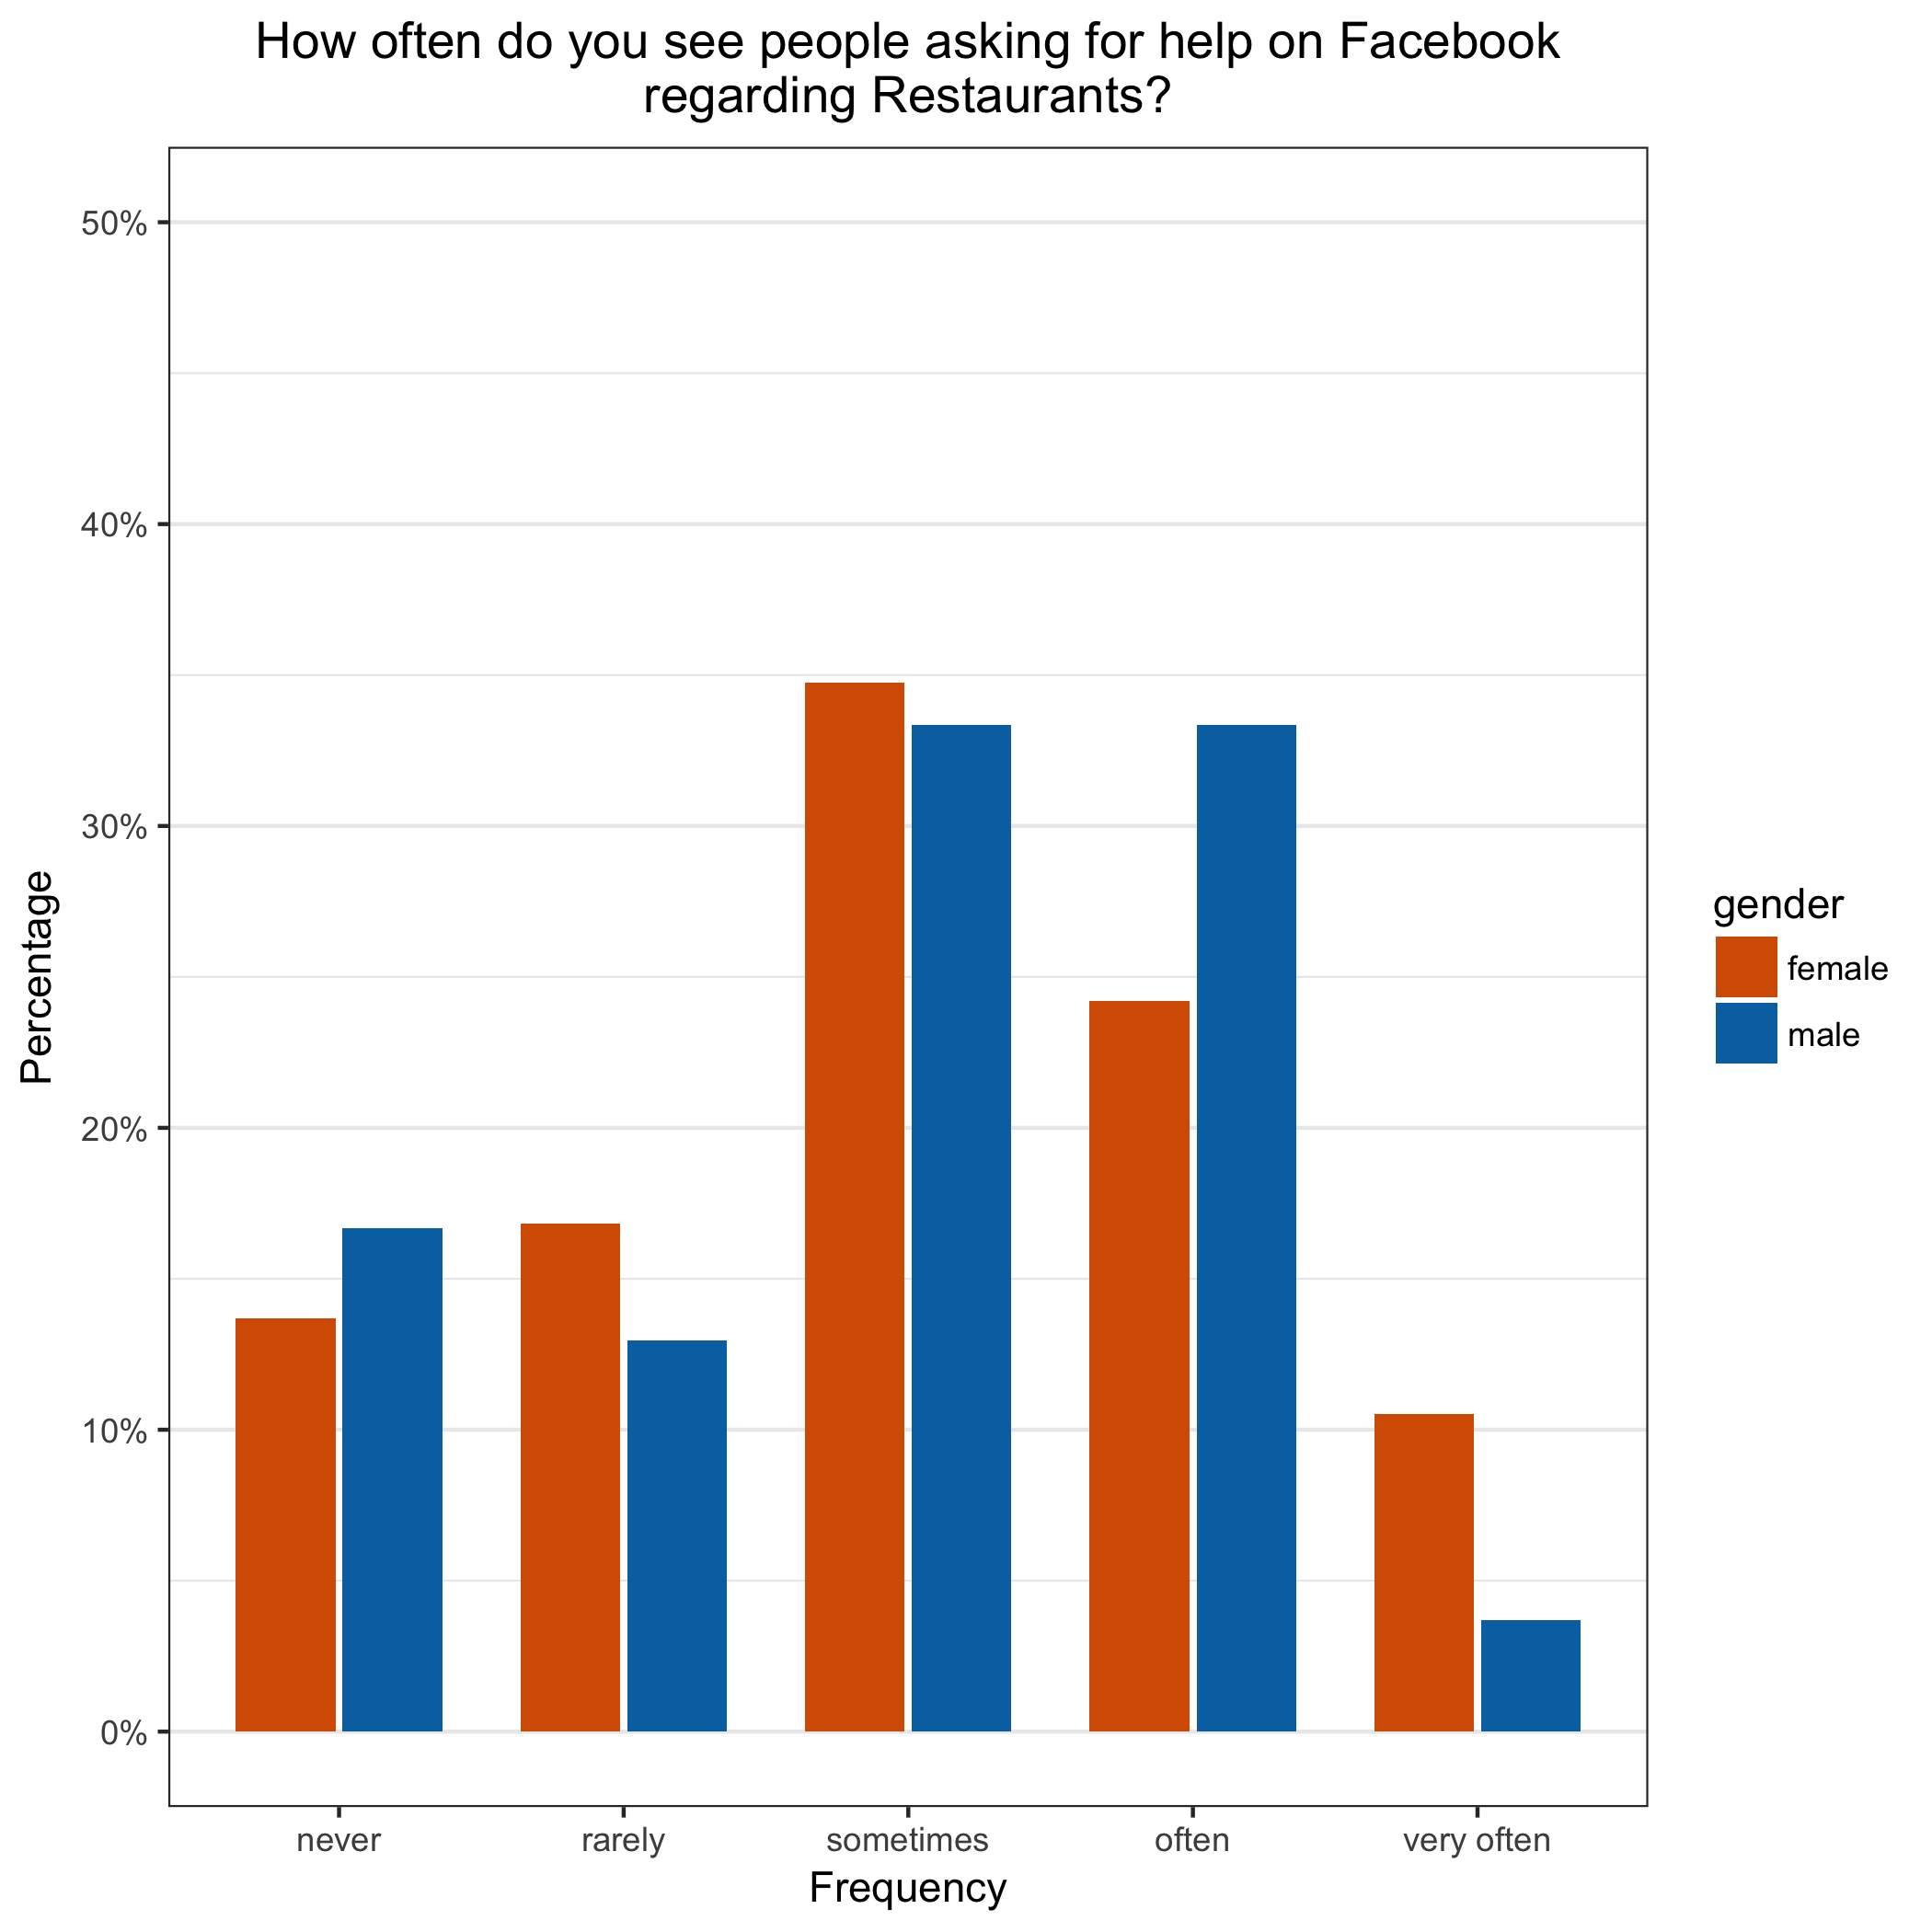 How often do you see people asking for help on Facebook
regarding Restaurants?
50%
40%
30%
20%
10%
0%
Percentage
never rarely sometimes often very often
Frequency
gender
female
male